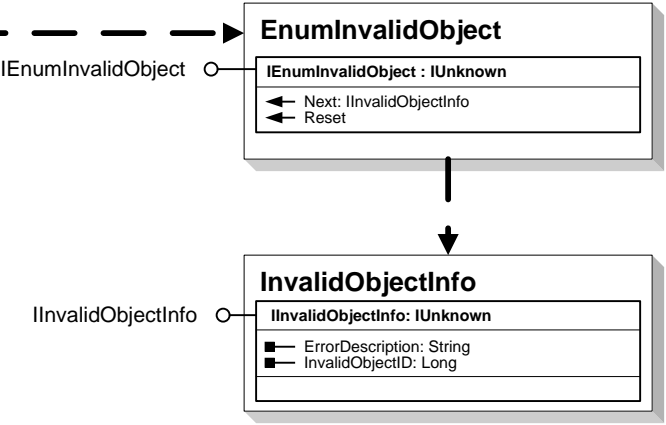 EnumInvalidObject
IEnumInvalidObject
IEnumInvalidObject : IUnknown
Next: IInvalidObjectInfo
Reset
InvalidObjectInfo
IInvalidObjectInfo
IInvalidObjectInfo: IUnknown
ErrorDescription: String
InvalidObjectID: Long